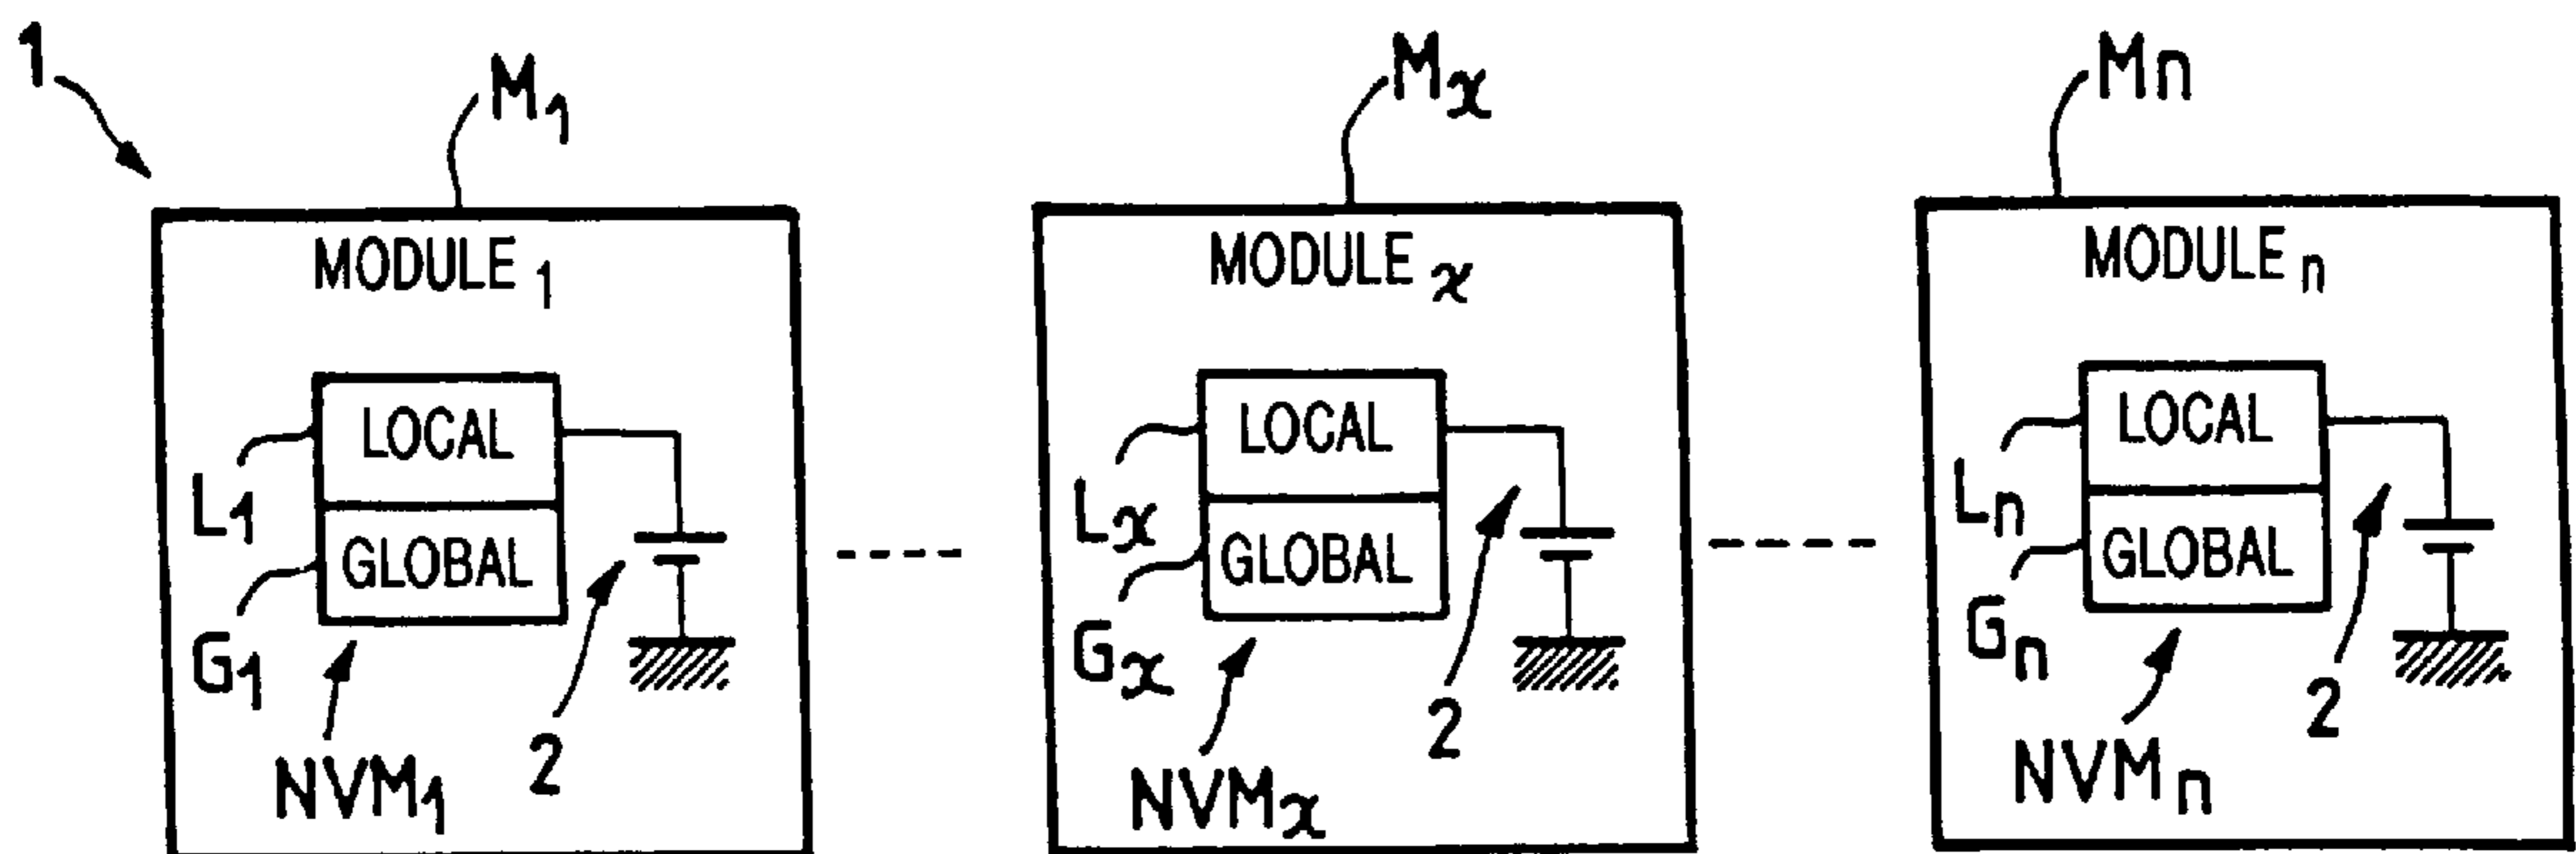 1
M1
Mx
Mn
MODULE 1
MODULE x
MODULE n
LOCAL
GLOBAL
L1
G1
NVM1
2
LOCAL
GLOBAL
Lx
Gx
NVMx
2
LOCAL
GLOBAL
Ln
Gn
NVMn
2